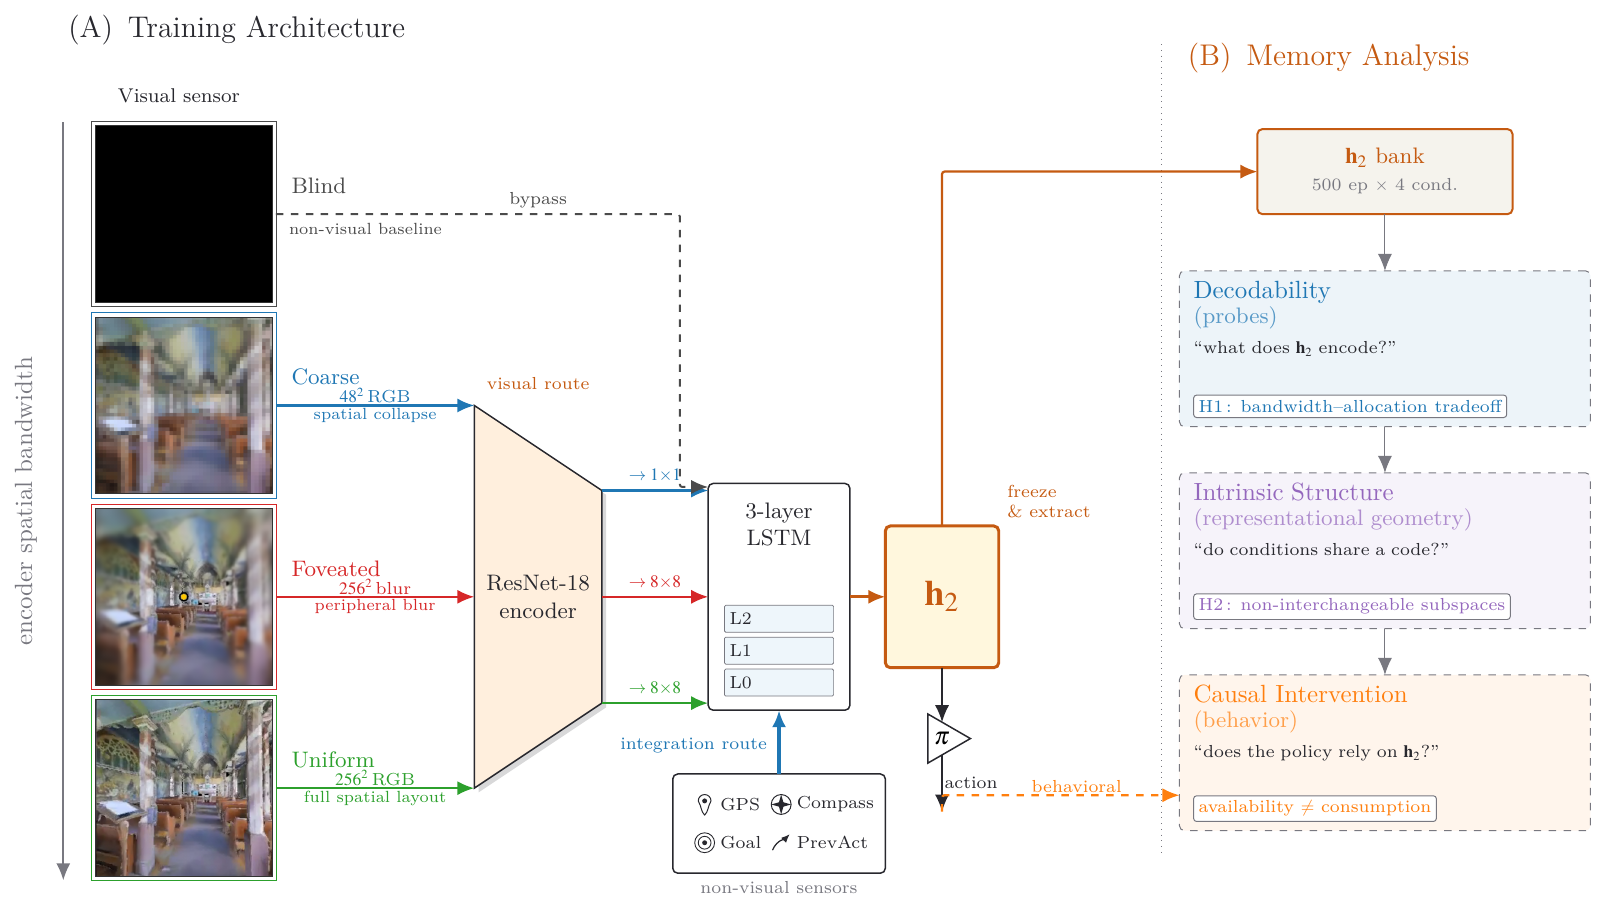 (A) Training Architecture
Visual sensor
encoder spatial bandwidth
Blind
non-visual baseline
bypass
Coarse
48² RGB
spatial collapse
Foveated
256² blur
peripheral blur
Uniform
256² RGB
full spatial layout
visual route
ResNet-18
encoder
→ 1×1
→ 8×8
→ 8×8
3-layer
LSTM
L2
L1
L0
integration route
GPS
Compass
Goal
PrevAct
non-visual sensors
h₂
freeze
& extract
π
action
behavioral
(B) Memory Analysis
h₂ bank
500 ep × 4 cond.
Decodability
(probes)
“what does h₂ encode?”
H1: bandwidth–allocation tradeoff
Intrinsic Structure
(representational geometry)
“do conditions share a code?”
H2: non-interchangeable subspaces
Causal Intervention
(behavior)
“does the policy rely on h₂?”
availability ≠ consumption